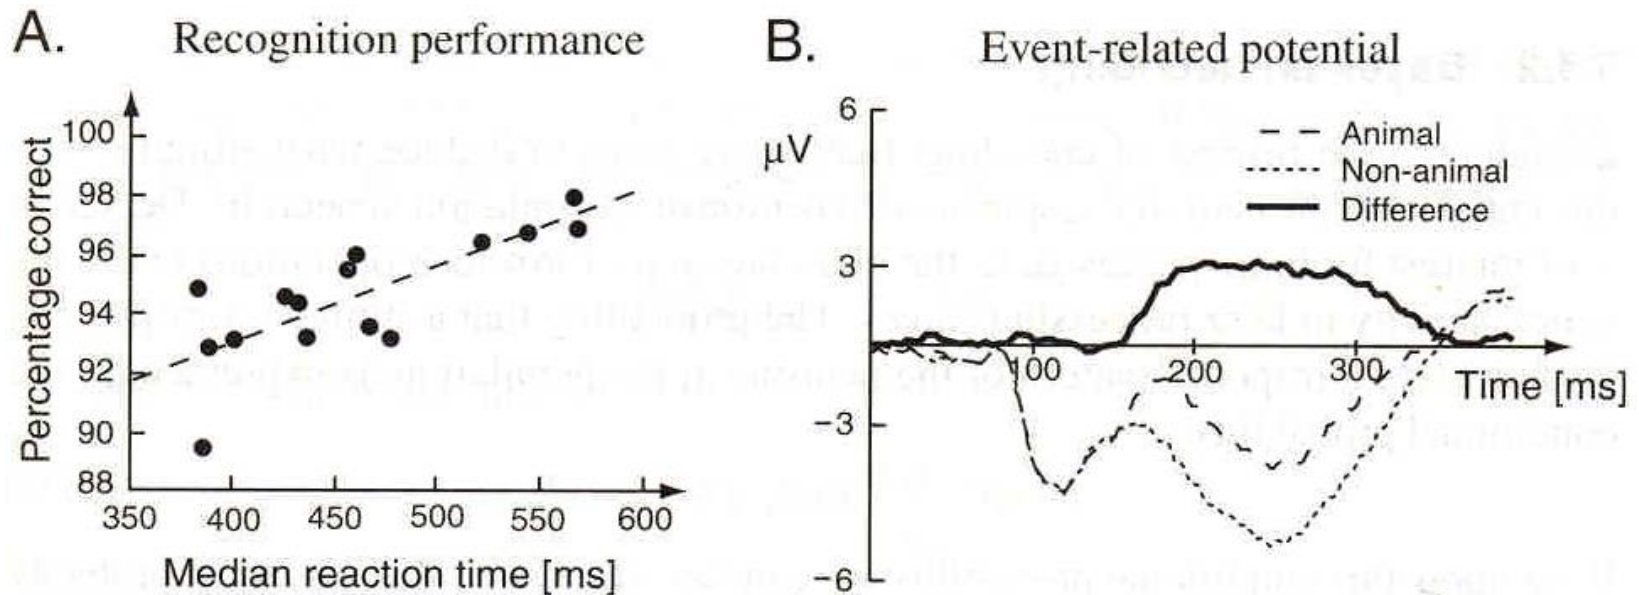 A.
Recognition performance
Percentage correct
100
98
96
94
92
90
88
350 400 450 500 550 600
Median reaction time [ms]
B.
Event-related potential
μV
6
3
−3
−6
Animal
Non-animal
Difference
100 200 300
Time [ms]